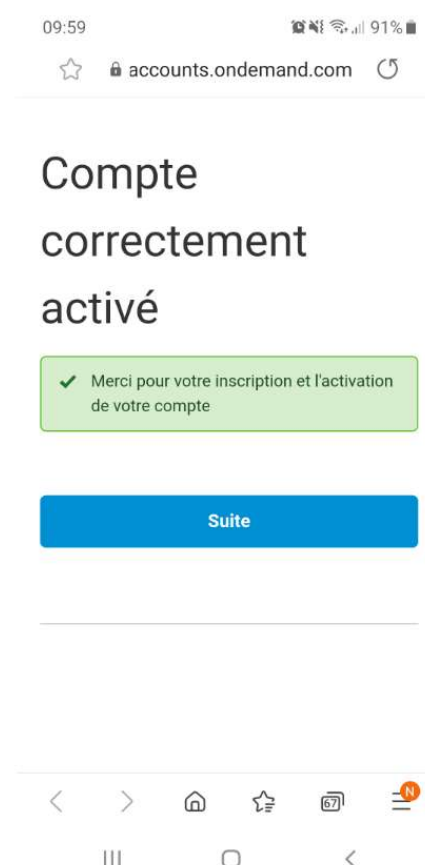 09:59 91%
accounts.ondemand.com
Compte
correctement
activé
Merci pour votre inscription et l'activation
de votre compte
Suite
67 N